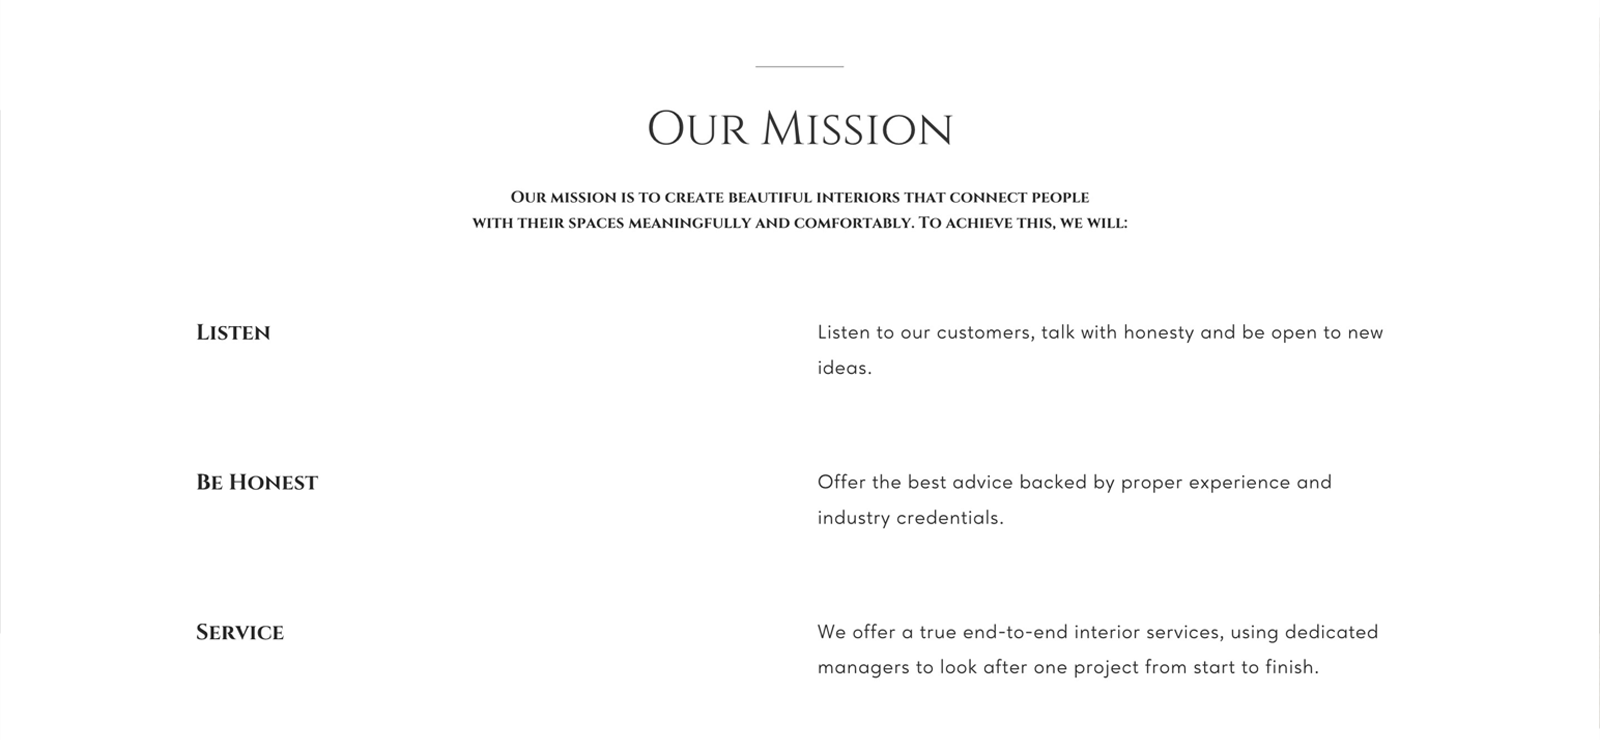 Our Mission
Our mission is to create beautiful interiors that connect people
with their spaces meaningfully and comfortably. To achieve this, we will:
Listen
Listen to our customers, talk with honesty and be open to new
ideas.
Be Honest
Offer the best advice backed by proper experience and
industry credentials.
Service
We offer a true end-to-end interior services, using dedicated
managers to look after one project from start to finish.